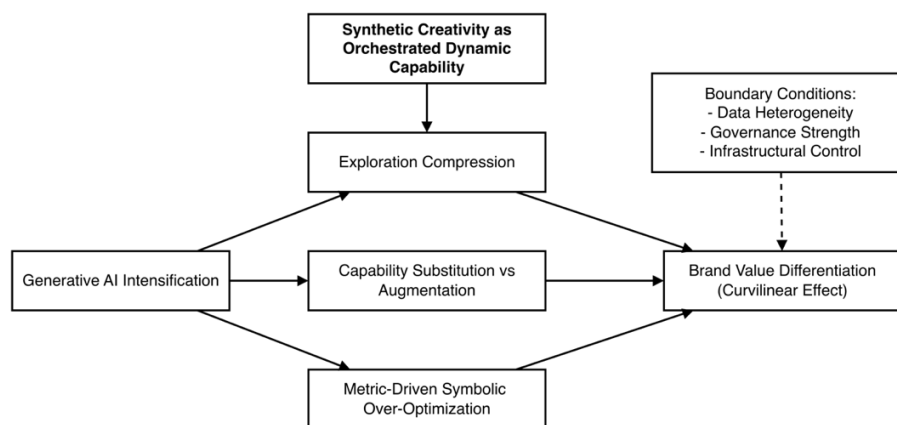 Synthetic Creativity as
Orchestrated Dynamic
Capability
Boundary Conditions:
- Data Heterogeneity
- Governance Strength
- Infrastructural Control
Exploration Compression
Generative AI Intensification
Capability Substitution vs
Augmentation
Brand Value Differentiation
(Curvilinear Effect)
Metric-Driven Symbolic
Over-Optimization